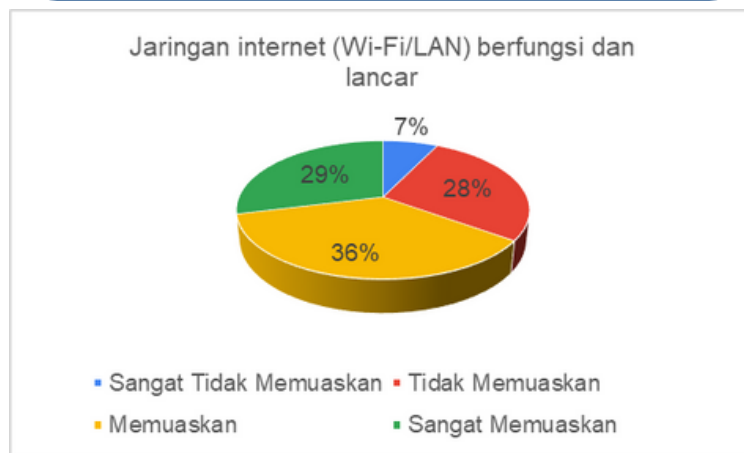 Jaringan internet (Wi-Fi/LAN) berfungsi dan
lancar
7%
29%
28%
36%
Sangat Tidak Memuaskan
Tidak Memuaskan
Memuaskan
Sangat Memuaskan